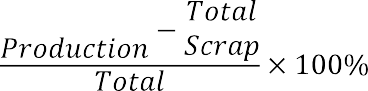 Total
Production - Scrap
Total × 100%